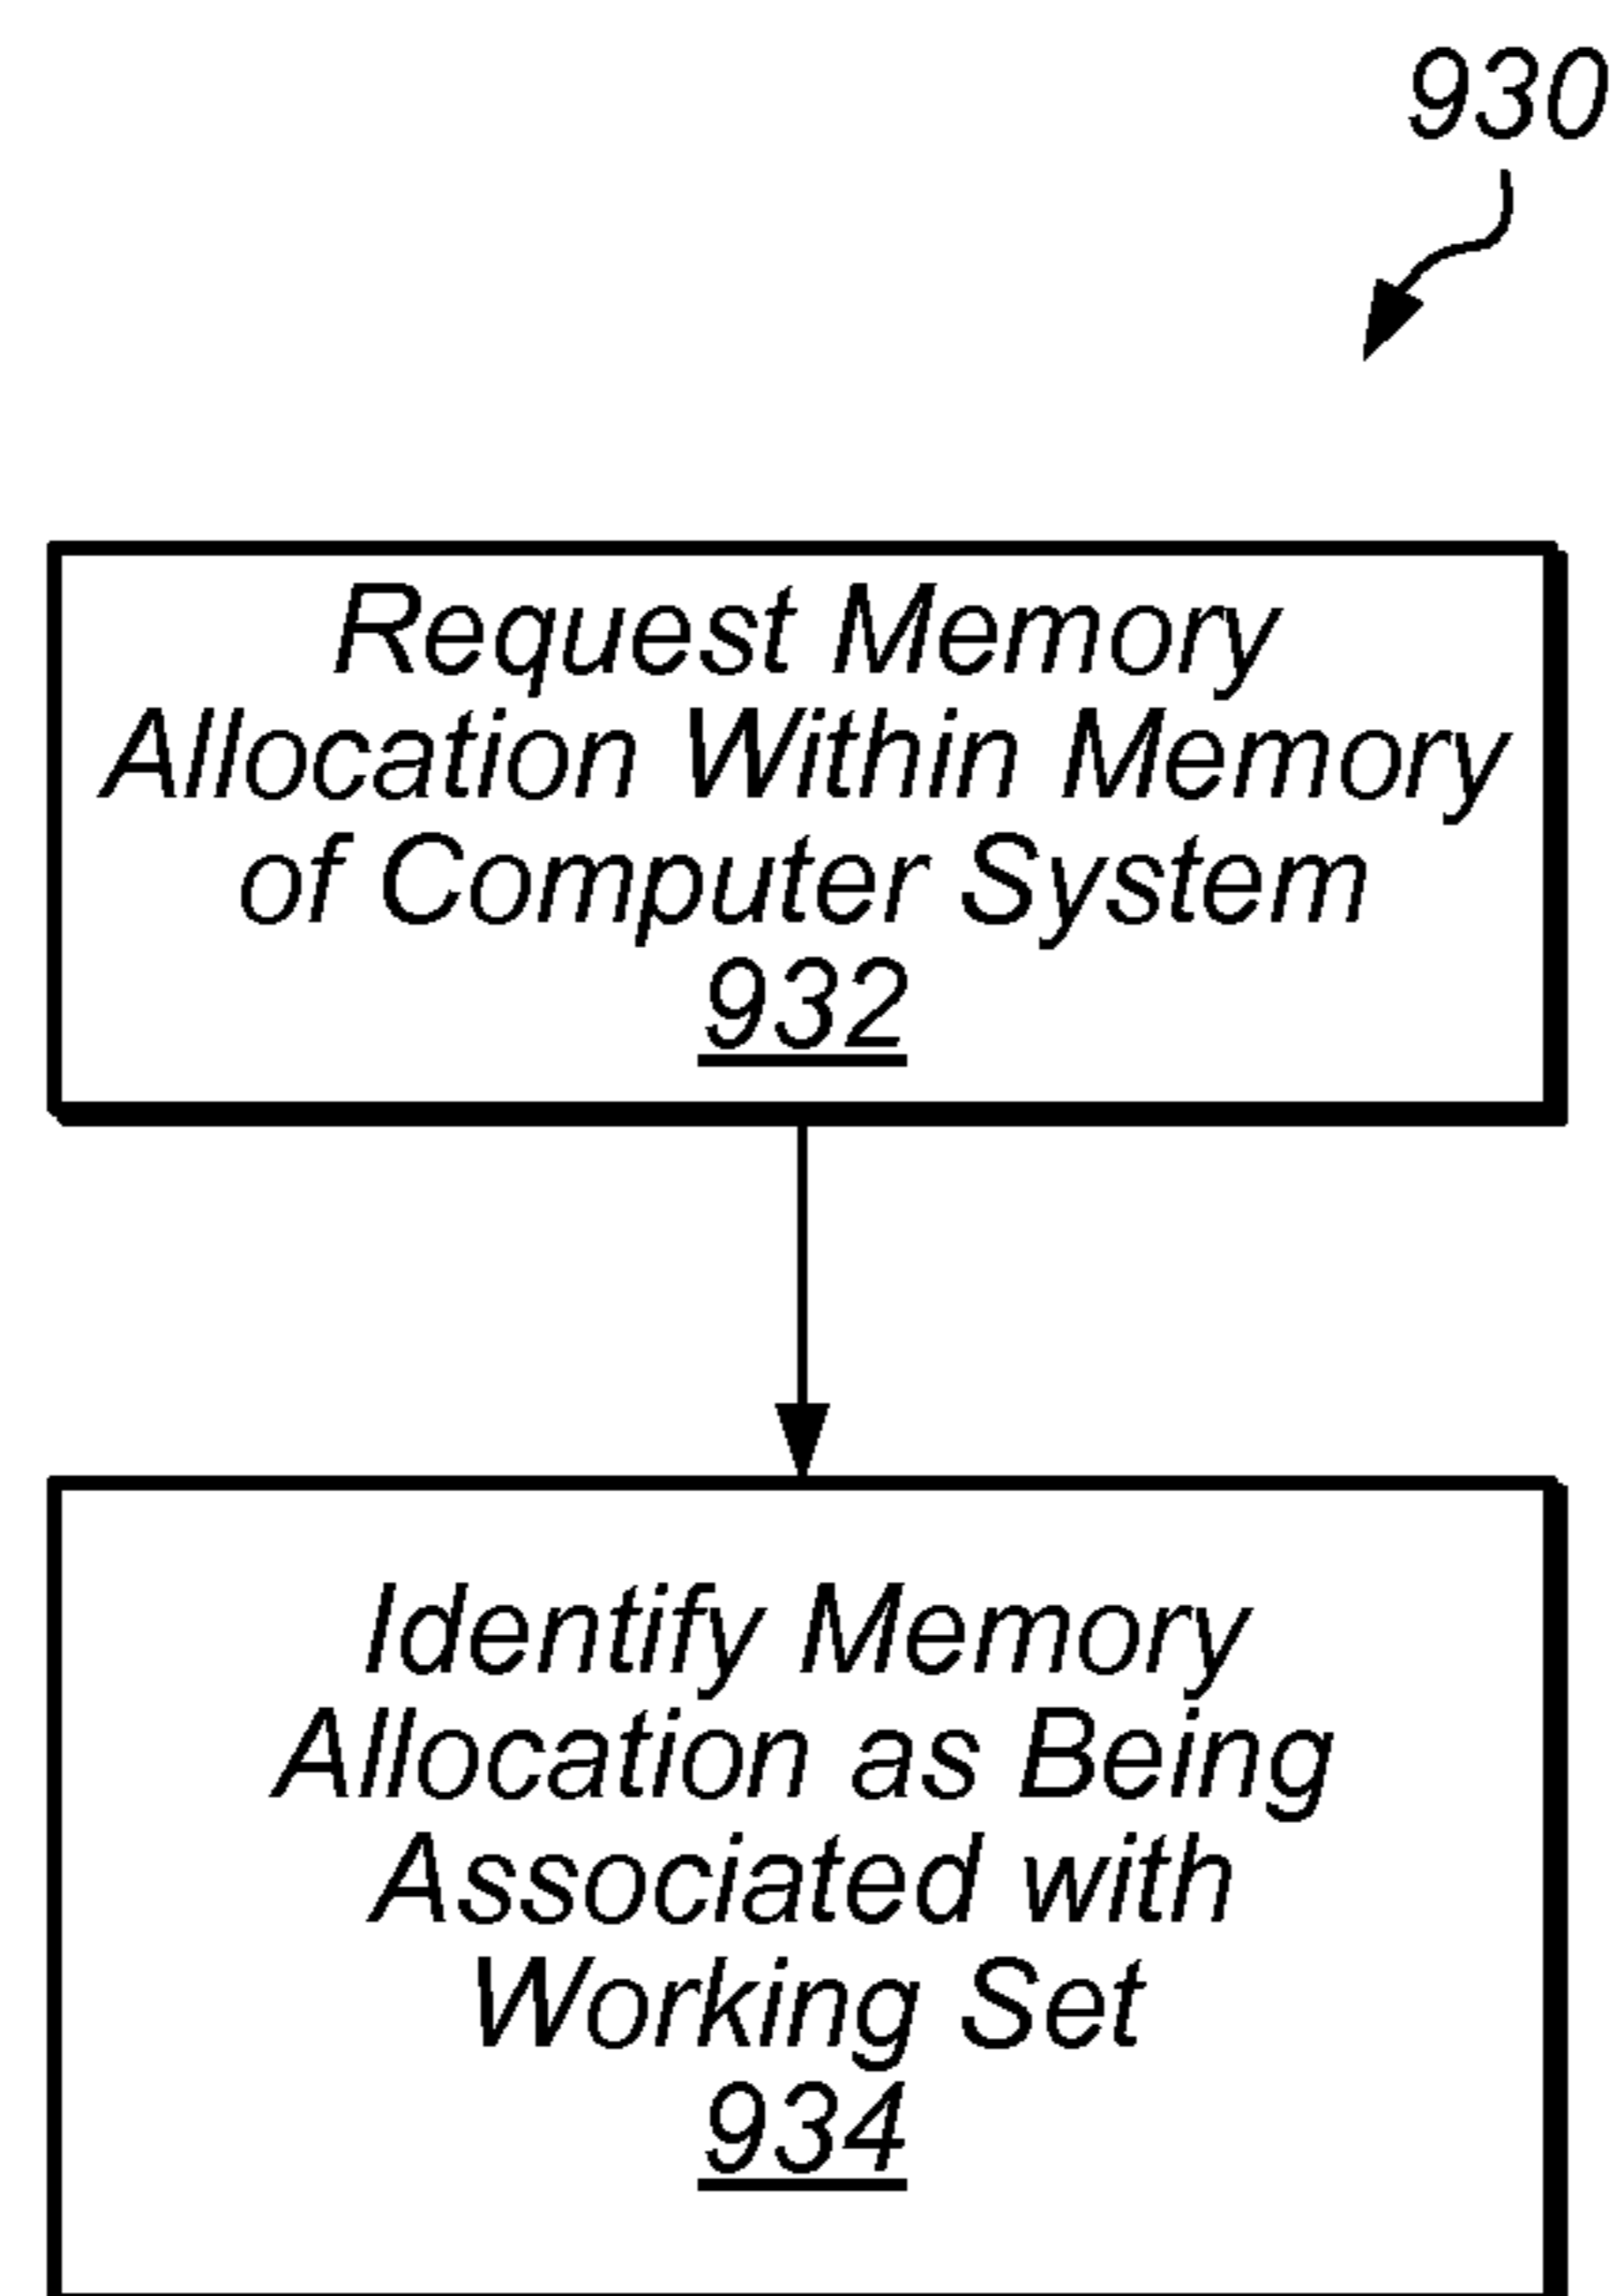 930
Request Memory
Allocation Within Memory
of Computer System
932
Identify Memory
Allocation as Being
Associated with
Working Set
934